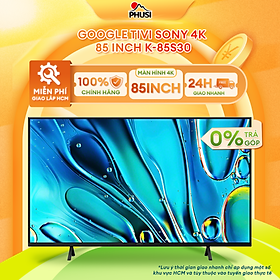 PHUSI
GOOGLE TIVI SONY 4K
85 INCH K-85S30
MIỄN PHÍ
GIAO LẮP HCM
100%
CHÍNH HÃNG
MÀN HÌNH 4K
85INCH
24H
GIAO NHANH
0% TRẢ
GÓP
*Lưu ý thời gian giao nhanh chỉ áp dụng một số
khu vực HCM và tùy thuộc vào tuyến giao thực tế